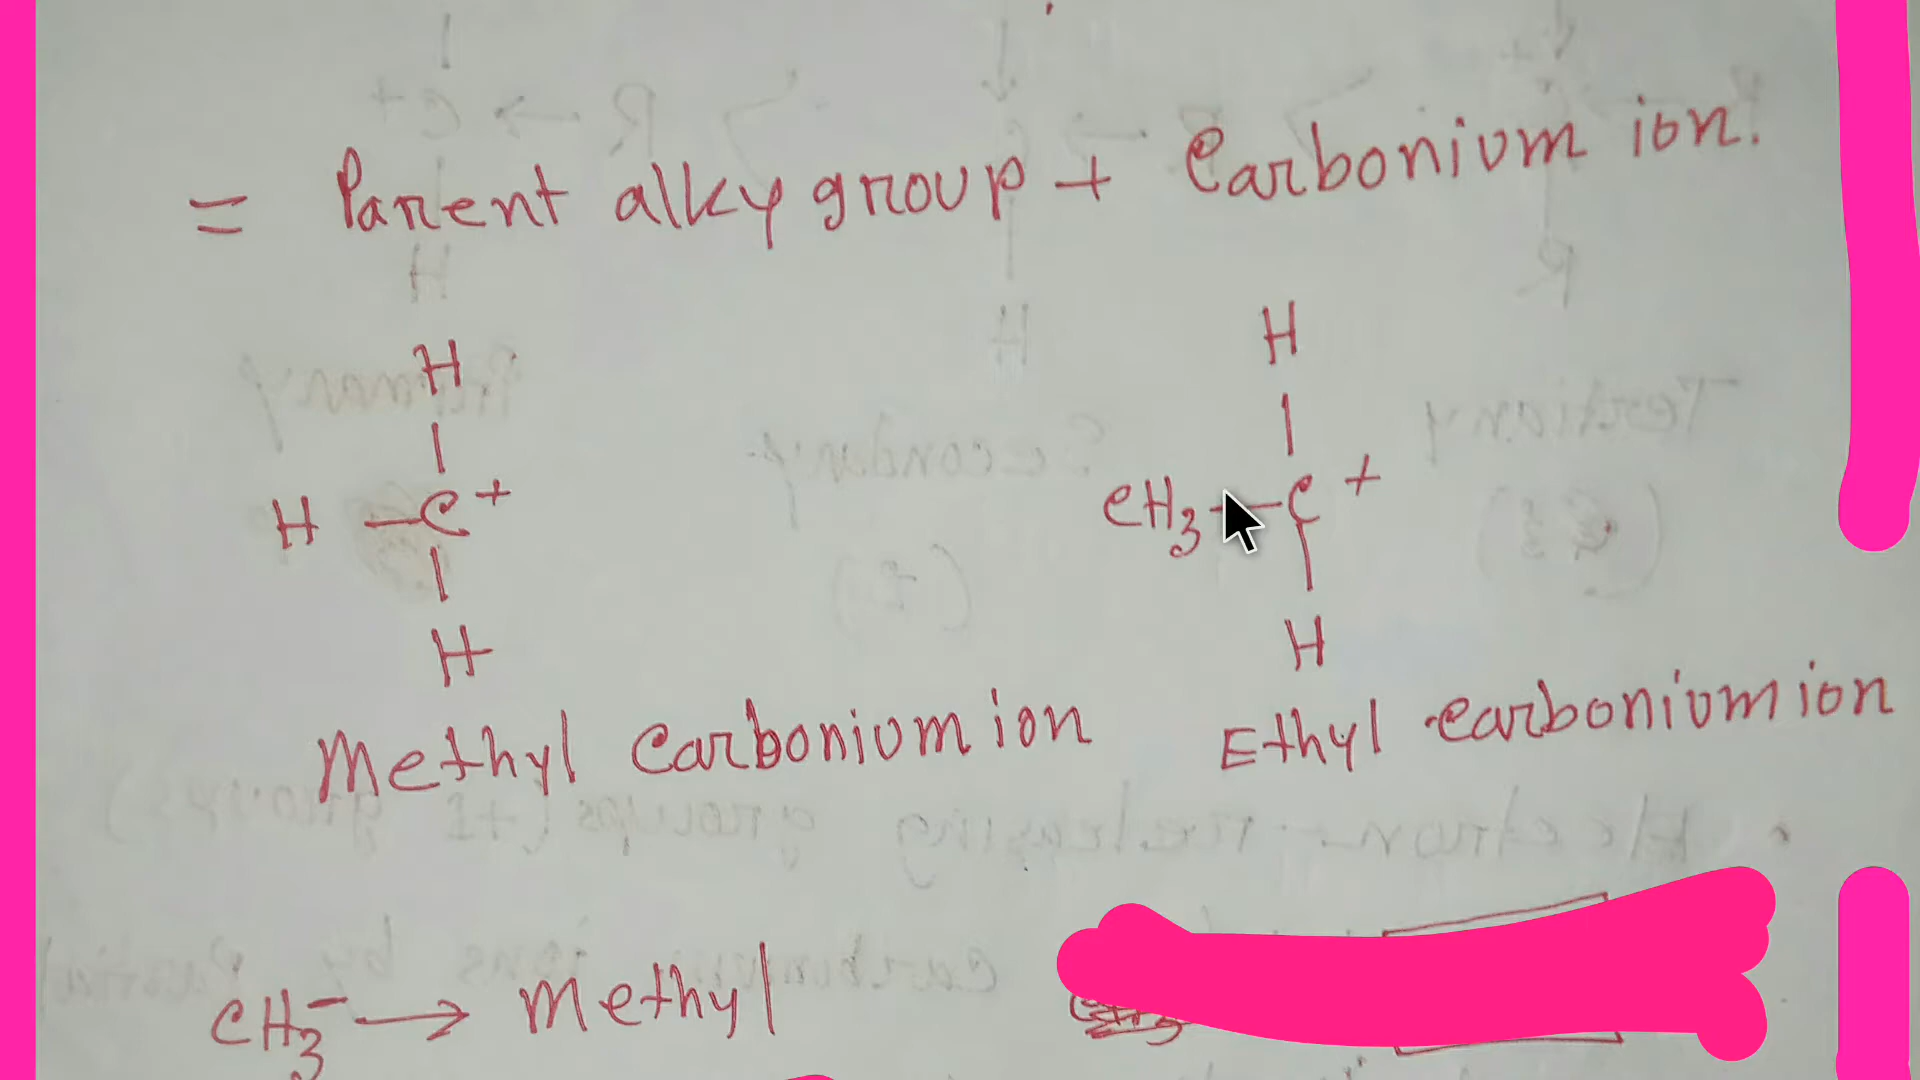 = Parent alky group + Carbonium ion.
H
H
H – C +
CH3 – C +
H
H
Methyl Carbonium ion
Ethyl carbonium ion
CH3– → Methyl